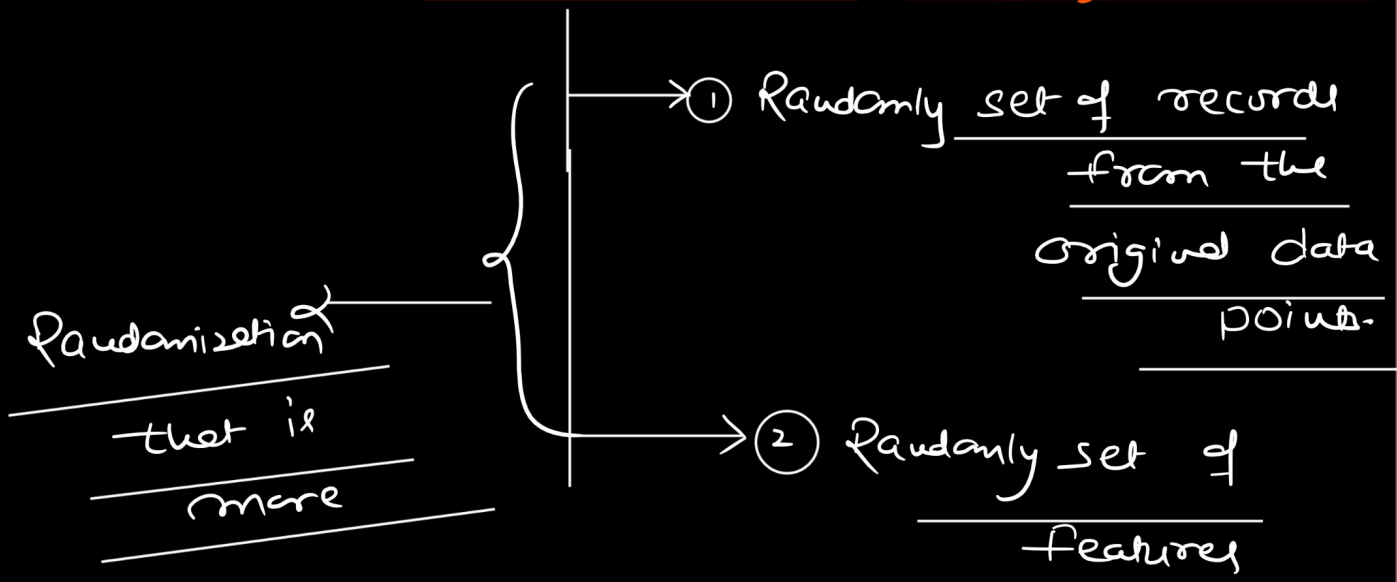 ① Randomly set of records
from the
original data
points.
Randomization
that is
more
② Randomly set of
features